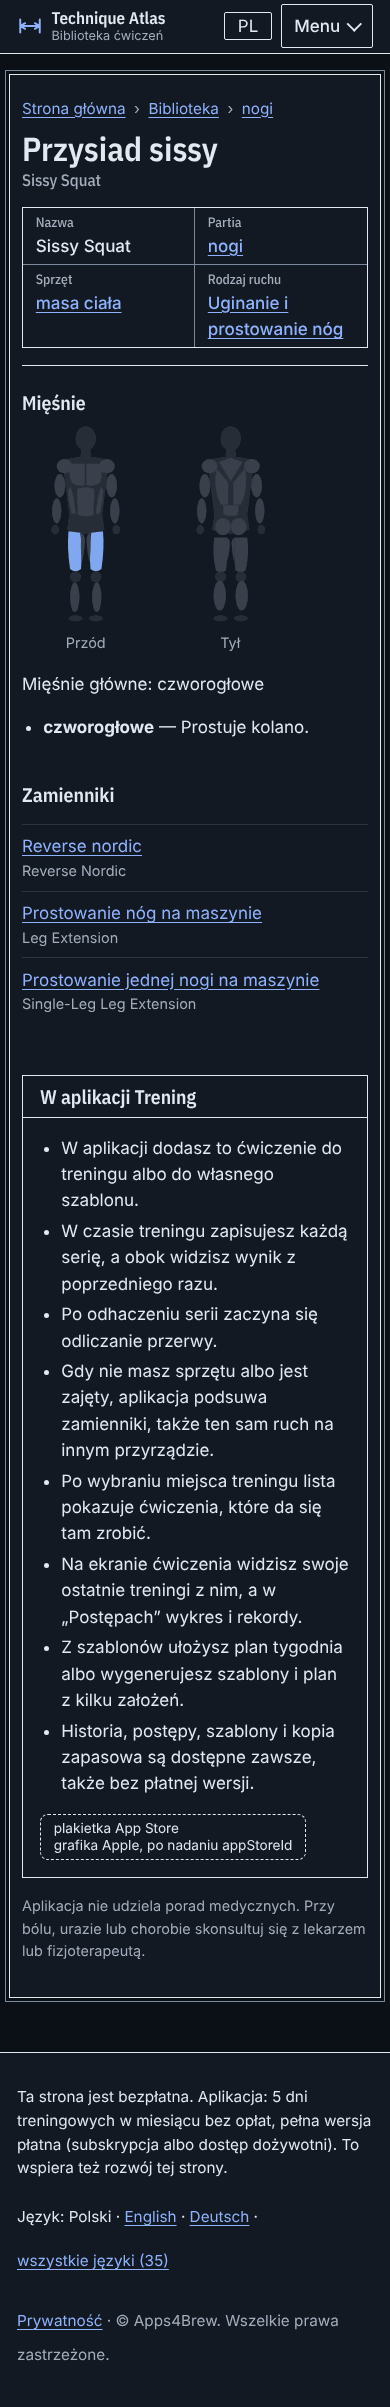 Technique Atlas
Biblioteka ćwiczeń
PL
Menu
Strona główna › Biblioteka › nogi
Przysiad sissy
Sissy Squat
Nazwa
Sissy Squat
Partia
nogi
Sprzęt
masa ciała
Rodzaj ruchu
Uginanie i
prostowanie nóg
Mięśnie
Przód
Tył
Mięśnie główne: czworogłowe
• czworogłowe — Prostuje kolano.
Zamienniki
Reverse nordic
Reverse Nordic
Prostowanie nóg na maszynie
Leg Extension
Prostowanie jednej nogi na maszynie
Single-Leg Leg Extension
W aplikacji Trening
• W aplikacji dodasz to ćwiczenie do
treningu albo do własnego
szablonu.
• W czasie treningu zapisujesz każdą
serię, a obok widzisz wynik z
poprzedniego razu.
• Po odhaczeniu serii zaczyna się
odliczanie przerwy.
• Gdy nie masz sprzętu albo jest
zajęty, aplikacja podsuwa
zamienniki, także ten sam ruch na
innym przyrządzie.
• Po wybraniu miejsca treningu lista
pokazuje ćwiczenia, które da się
tam zrobić.
• Na ekranie ćwiczenia widzisz swoje
ostatnie treningi z nim, a w
„Postępach” wykres i rekordy.
• Z szablonów ułożysz plan tygodnia
albo wygenerujesz szablony i plan
z kilku założeń.
• Historia, postępy, szablony i kopia
zapasowa są dostępne zawsze,
także bez płatnej wersji.
plakietka App Store
grafika Apple, po nadaniu appStoreId
Aplikacja nie udziela porad medycznych. Przy
bólu, urazie lub chorobie skonsultuj się z lekarzem
lub fizjoterapeutą.
Ta strona jest bezpłatna. Aplikacja: 5 dni
treningowych w miesiącu bez opłat, pełna wersja
płatna (subskrypcja albo dostęp dożywotni). To
wspiera też rozwój tej strony.
Język: Polski · English · Deutsch ·
wszystkie języki (35)
Prywatność · © Apps4Brew. Wszelkie prawa
zastrzeżone.